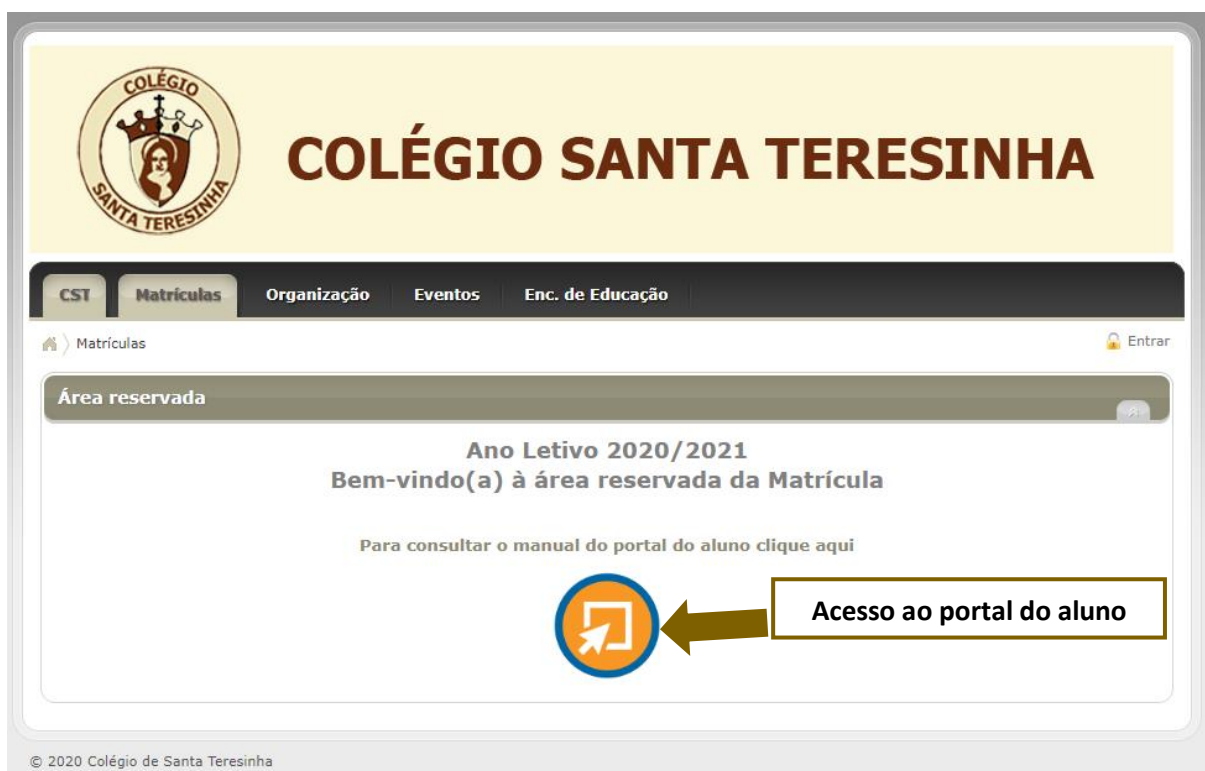 COLÉGIO
SANTA TERESINHA
COLÉGIO SANTA TERESINHA
CST Matrículas Organização Eventos Enc. de Educação
Matrículas Entrar
Área reservada
Ano Letivo 2020/2021
Bem-vindo(a) à área reservada da Matrícula
Para consultar o manual do portal do aluno clique aqui
Acesso ao portal do aluno
© 2020 Colégio de Santa Teresinha